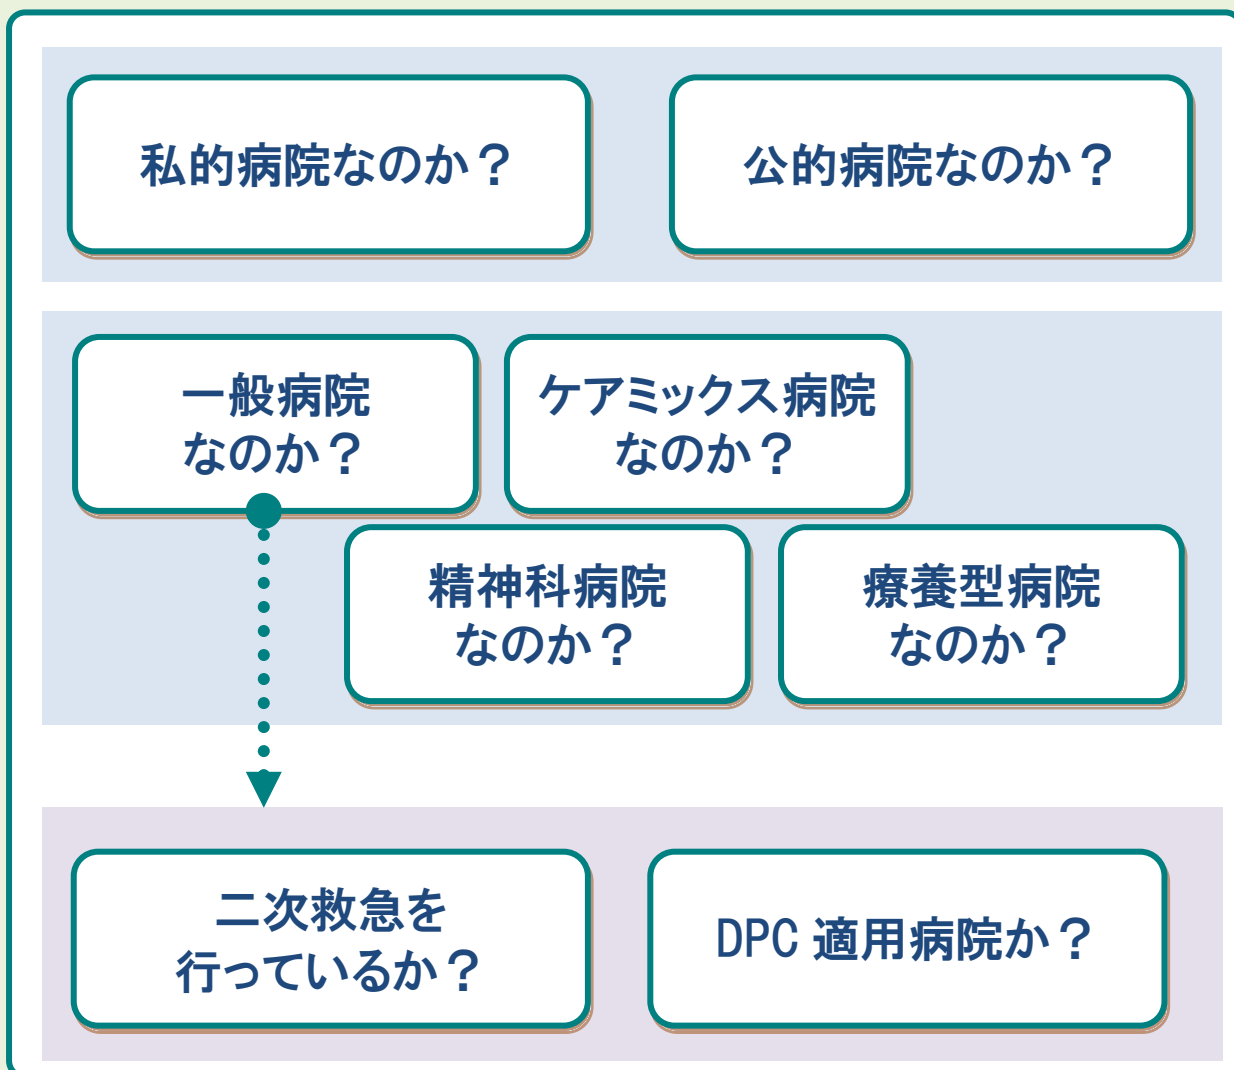 私的病院なのか？
公的病院なのか？
一般病院
なのか？
ケアミックス病院
なのか？
精神科病院
なのか？
療養型病院
なのか？
二次救急を
行っているか？
DPC 適用病院か？